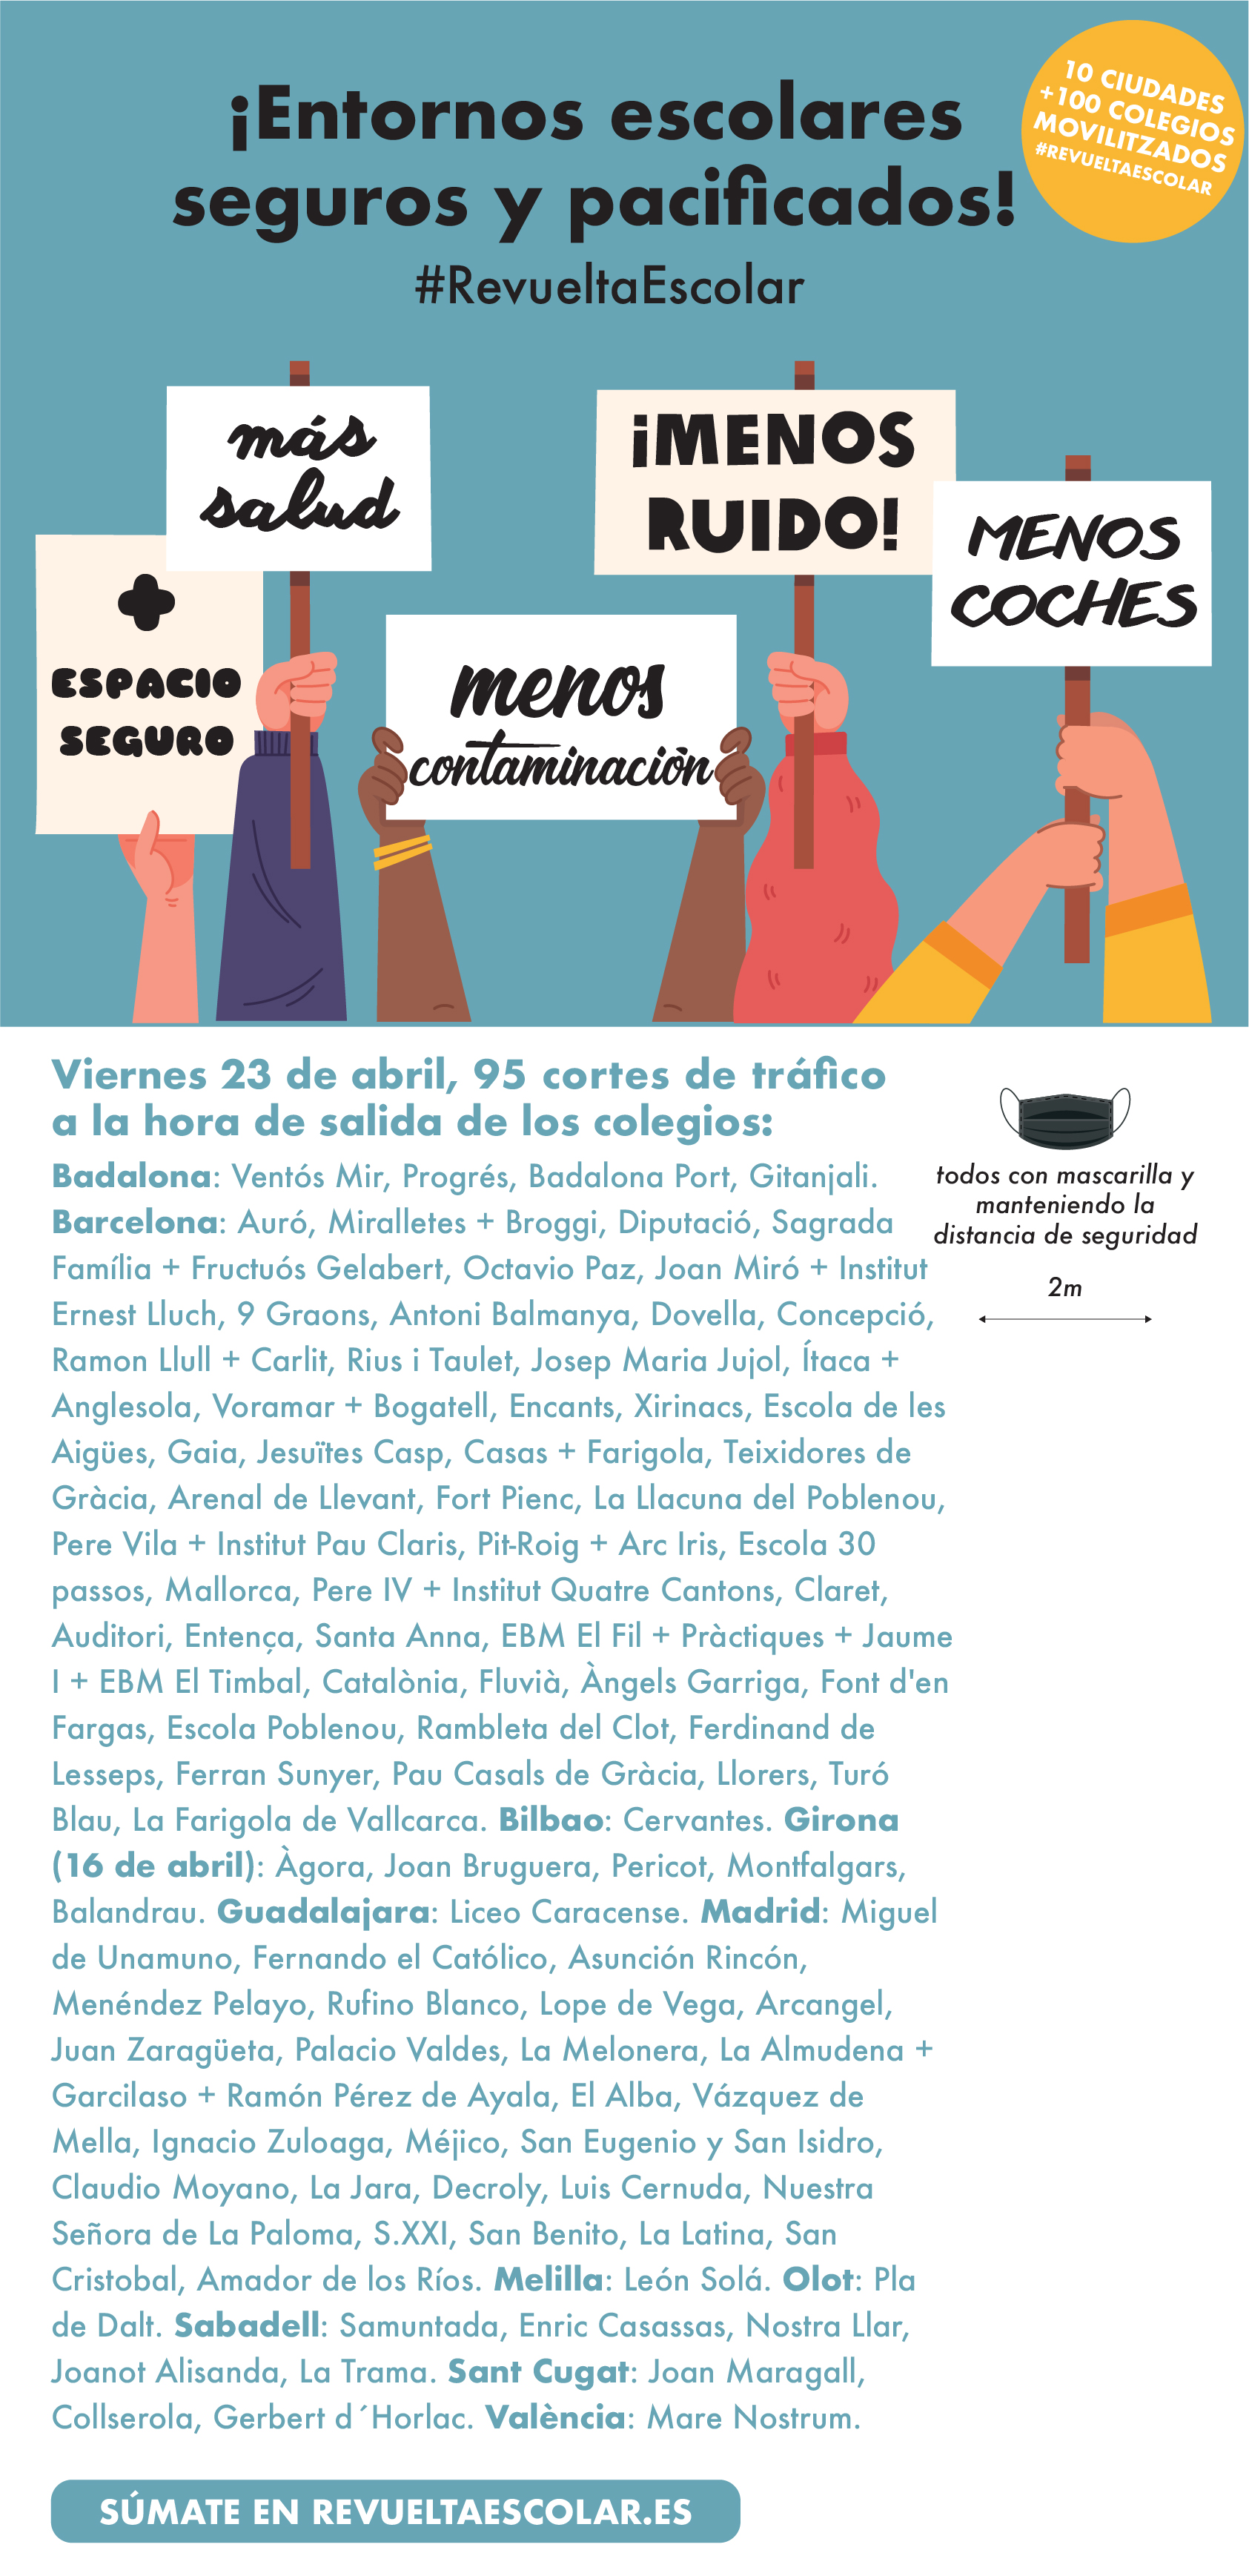 ¡Entornos escolares
seguros y pacificados!
#RevueltaEscolar
10 CIUDADES
+100 COLEGIOS
MOVILITZADOS
#REVUELTAESCOLAR
más
salud
¡MENOS
RUIDO!
MENOS
COCHES
+
ESPACIO
SEGURO
menos
contaminación
Viernes 23 de abril, 95 cortes de tráfico
a la hora de salida de los colegios:
todos con mascarilla y
manteniendo la
distancia de seguridad
2m
Badalona: Ventós Mir, Progrés, Badalona Port, Gitanjali.
Barcelona: Auró, Miralletes + Broggi, Diputació, Sagrada
Família + Fructuós Gelabert, Octavio Paz, Joan Miró + Institut
Ernest Lluch, 9 Graons, Antoni Balmanya, Dovella, Concepció,
Ramon Llull + Carlit, Rius i Taulet, Josep Maria Jujol, Ítaca +
Anglesola, Voramar + Bogatell, Encants, Xirinacs, Escola de les
Aigües, Gaia, Jesuïtes Casp, Casas + Farigola, Teixidores de
Gràcia, Arenal de Llevant, Fort Pienc, La Llacuna del Poblenou,
Pere Vila + Institut Pau Claris, Pit-Roig + Arc Iris, Escola 30
passos, Mallorca, Pere IV + Institut Quatre Cantons, Claret,
Auditori, Entença, Santa Anna, EBM El Fil + Pràctiques + Jaume
I + EBM El Timbal, Catalònia, Fluvià, Àngels Garriga, Font d'en
Fargas, Escola Poblenou, Rambleta del Clot, Ferdinand de
Lesseps, Ferran Sunyer, Pau Casals de Gràcia, Llorers, Turó
Blau, La Farigola de Vallcarca. Bilbao: Cervantes. Girona
(16 de abril): Àgora, Joan Bruguera, Pericot, Montfalgars,
Balandrau. Guadalajara: Liceo Caracense. Madrid: Miguel
de Unamuno, Fernando el Católico, Asunción Rincón,
Menéndez Pelayo, Rufino Blanco, Lope de Vega, Arcangel,
Juan Zaragüeta, Palacio Valdes, La Melonera, La Almudena +
Garcilaso + Ramón Pérez de Ayala, El Alba, Vázquez de
Mella, Ignacio Zuloaga, Méjico, San Eugenio y San Isidro,
Claudio Moyano, La Jara, Decroly, Luis Cernuda, Nuestra
Señora de La Paloma, S.XXI, San Benito, La Latina, San
Cristobal, Amador de los Ríos. Melilla: León Solá. Olot: Pla
de Dalt. Sabadell: Samuntada, Enric Casassas, Nostra Llar,
Joanot Alisanda, La Trama. Sant Cugat: Joan Maragall,
Collserola, Gerbert d´Horlac. València: Mare Nostrum.
SÚMATE EN REVUELTAESCOLAR.ES